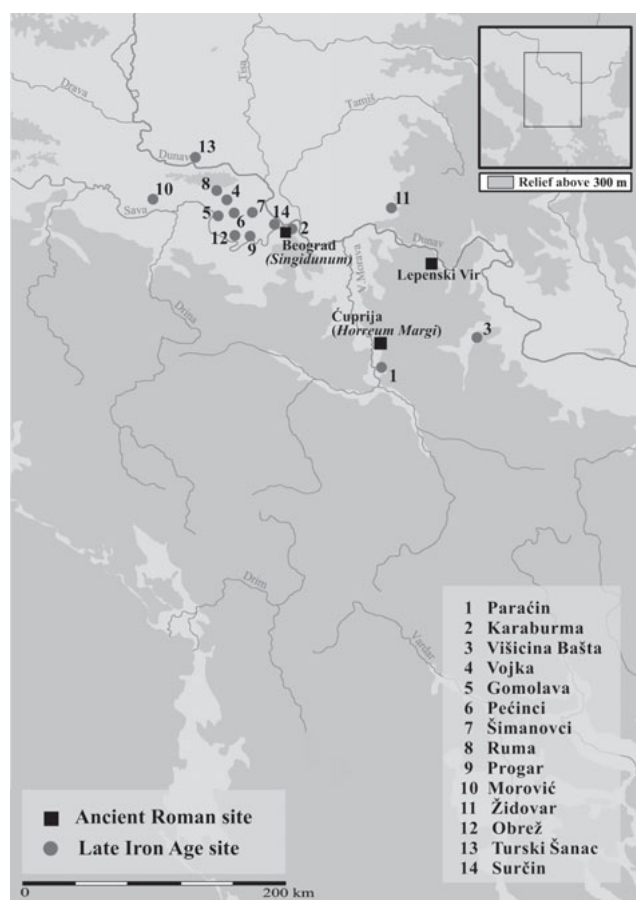 Drava
Tisa
Tamiš
Dunav
13
8
4
10
5
6
7
14
2
11
Sava
12
9
Beograd
(Singidunum)
Dunav
V. Morava
Lepenski Vir
Drina
Ćuprija
(Horreum Margi)
3
1
Drim
Vardar
Relief above 300 m
1 Paraćin
2 Karaburma
3 Višicina Bašta
4 Vojka
5 Gomolava
6 Pećinci
7 Šimanovci
8 Ruma
9 Progar
10 Morović
11 Židovar
12 Obrež
13 Turski Šanac
14 Surčin
Ancient Roman site
Late Iron Age site
0 200 km